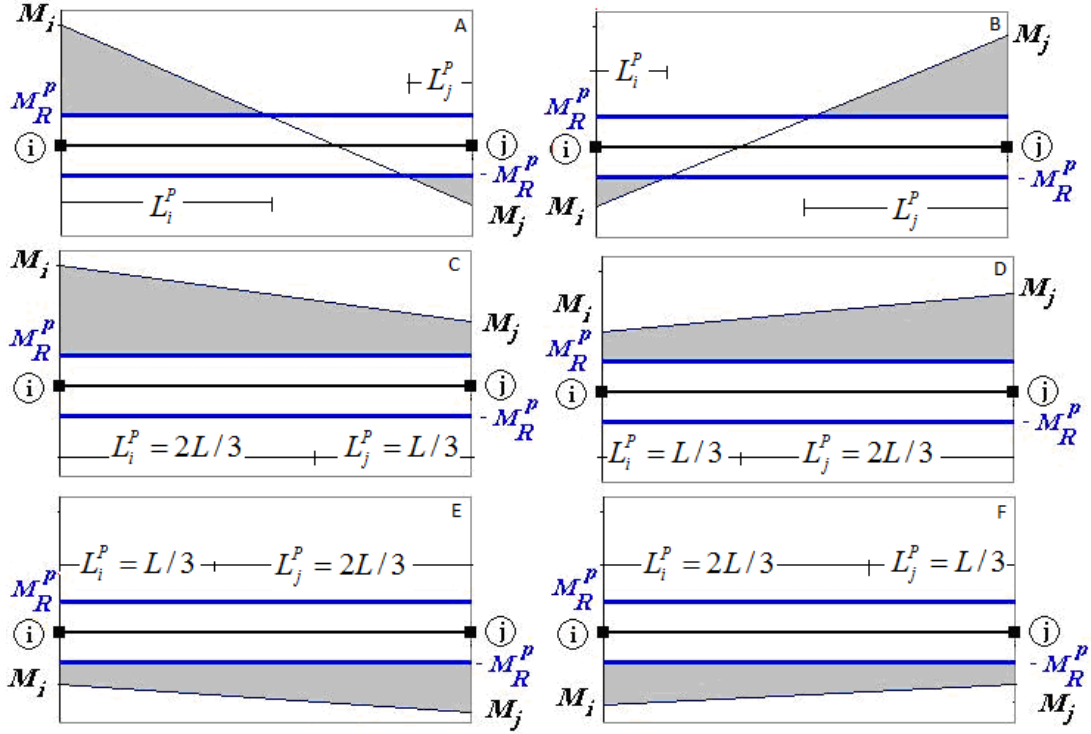 M_i A
L_j^P
M_R^p
i j
- M_R^p
L_i^P
M_j
B M_j
L_i^P
M_R^p
i j
- M_R^p
M_i L_j^P
M_i C
M_j
M_R^p
i j
- M_R^p
L_i^P = 2L/3 L_j^P = L/3
D M_j
M_i
M_R^p
i j
- M_R^p
L_i^P = L/3 L_j^P = 2L/3
E
L_i^P = L/3 L_j^P = 2L/3
M_R^p
i j
- M_R^p
M_i
M_j
F
L_i^P = 2L/3 L_j^P = L/3
M_R^p
i j
- M_R^p
M_i
M_j